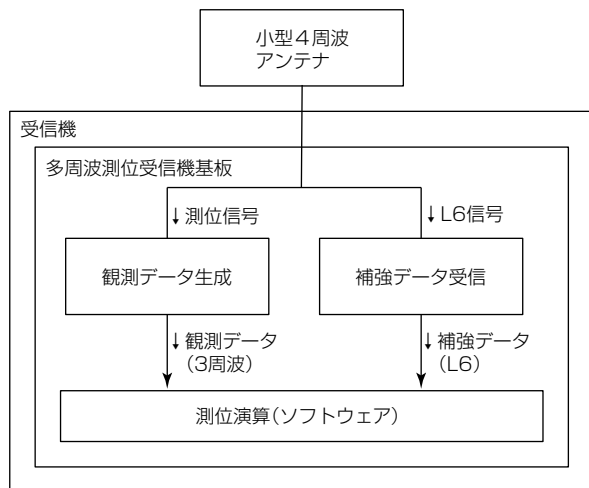 小型4周波
アンテナ
受信機
多周波測位受信機基板
↓測位信号
↓L6信号
観測データ生成
補強データ受信
↓観測データ
(3周波)
↓補強データ
(L6)
測位演算(ソフトウェア)